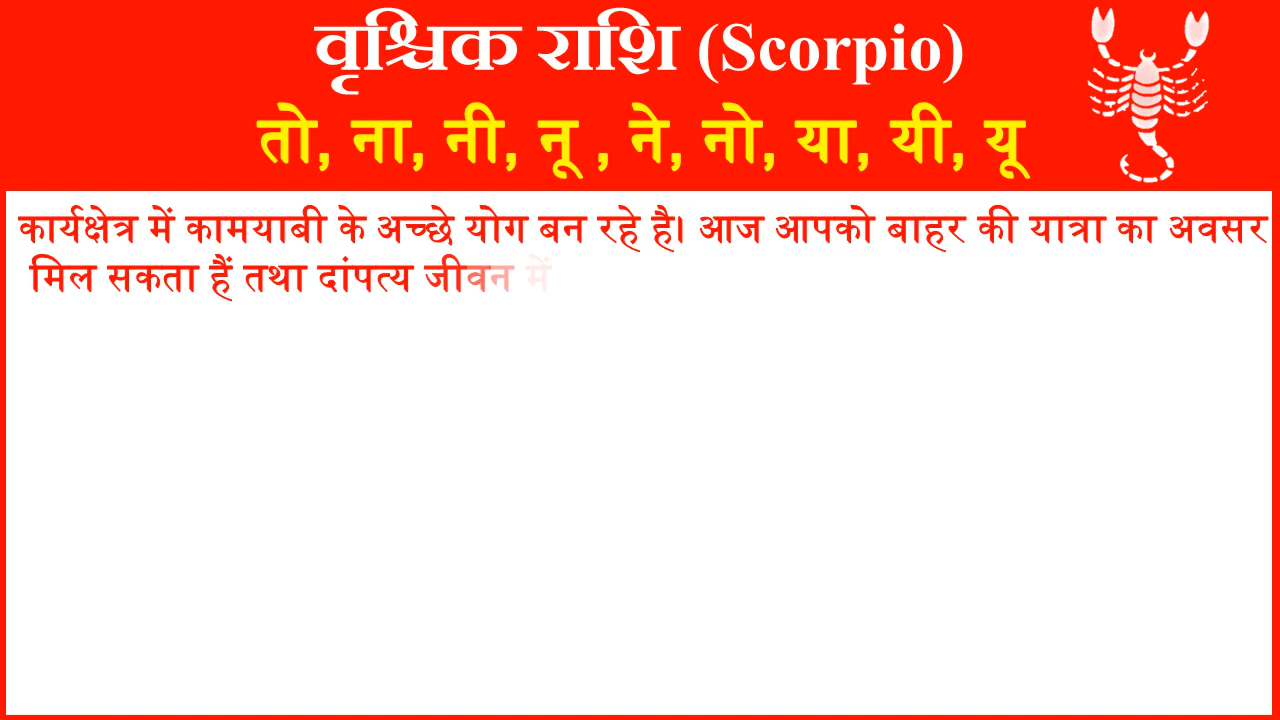 वृश्चिक राशि (Scorpio)
तो, ना, नी, नू , ने, नो, या, यी, यू
कार्यक्षेत्र में कामयाबी के अच्छे योग बन रहे है। आज आपको बाहर की यात्रा का अवसर
मिल सकता हैं तथा दांपत्य जीवन में